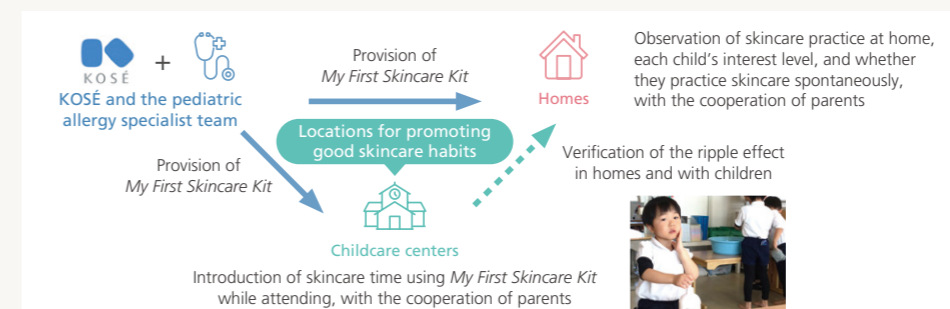 KOSÉ
+
KOSÉ and the pediatric
allergy specialist team
Provision of
My First Skincare Kit
Homes
Observation of skincare practice at home,
each child's interest level, and whether
they practice skincare spontaneously,
with the cooperation of parents
Locations for promoting
good skincare habits
Provision of
My First Skincare Kit
Verification of the ripple effect
in homes and with children
Childcare centers
Introduction of skincare time using My First Skincare Kit
while attending, with the cooperation of parents